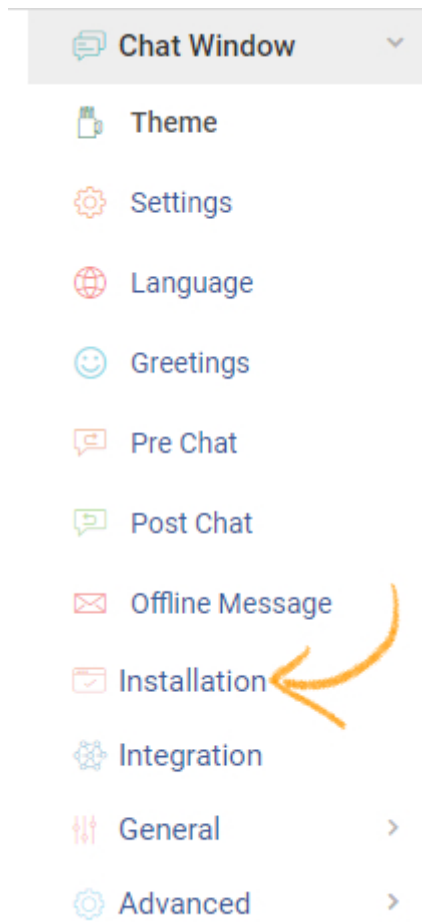 Chat Window
Theme
Settings
Language
Greetings
Pre Chat
Post Chat
Offline Message
Installation
Integration
General
Advanced